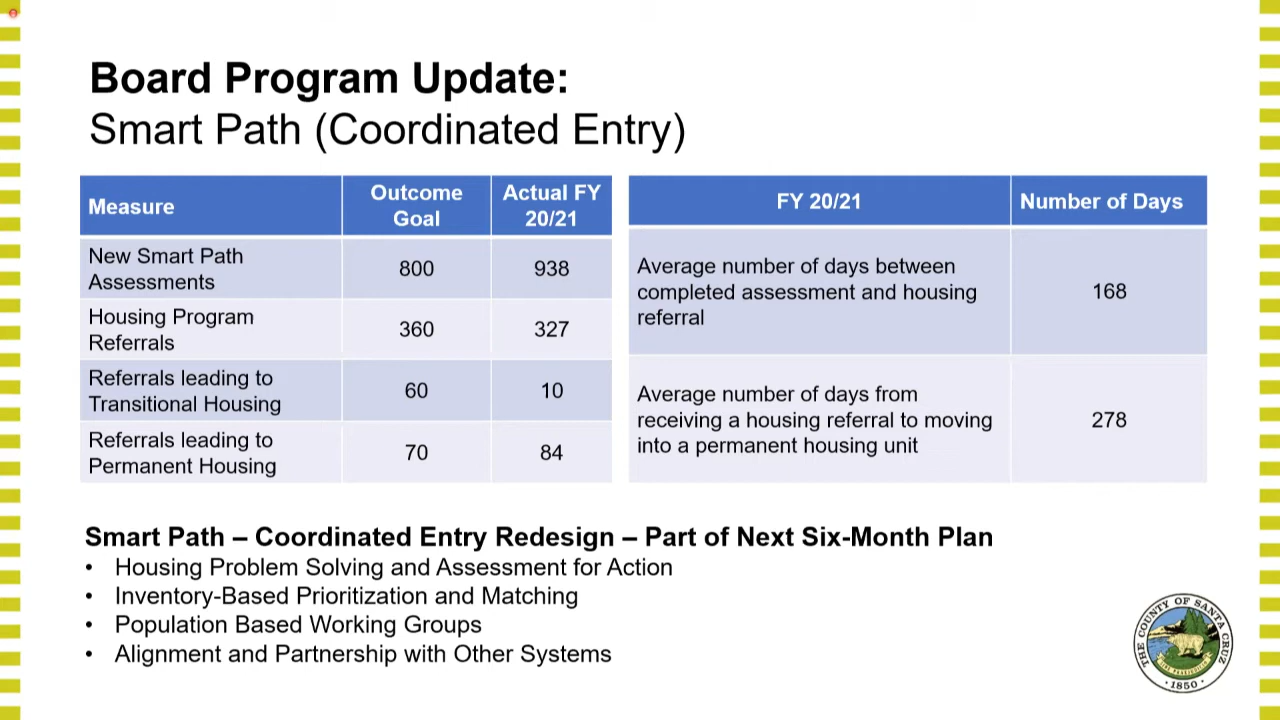 Board Program Update:
Smart Path (Coordinated Entry)
Measure
Outcome
Goal
Actual FY
20/21
New Smart Path
Assessments
800
938
Housing Program
Referrals
360
327
Referrals leading to
Transitional Housing
60
10
Referrals leading to
Permanent Housing
70
84
FY 20/21
Number of Days
Average number of days between
completed assessment and housing
referral
168
Average number of days from
receiving a housing referral to moving
into a permanent housing unit
278
Smart Path – Coordinated Entry Redesign – Part of Next Six-Month Plan
• Housing Problem Solving and Assessment for Action
• Inventory-Based Prioritization and Matching
• Population Based Working Groups
• Alignment and Partnership with Other Systems
THE COUNTY OF SANTA CRUZ
·1850·